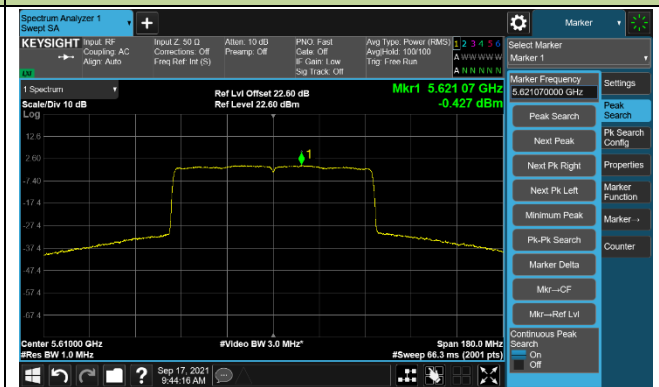 Spectrum Analyzer 1
Swept SA
+
Marker
KEYSIGHT
Input: RF
Coupling: AC
Align: Auto
Input Z: 50 Ω
Corrections: Off
Freq Ref: Int (S)
Atten: 10 dB
Preamp: Off
PNO: Fast
Gate: Off
IF Gain: Low
Sig Track: Off
Avg Type: Power (RMS)
Avg|Hold: 100/100
Trig: Free Run
1 2 3 4 5 6
A W W W W W
A N N N N N
Select Marker
Marker 1
1 Spectrum
Scale/Div 10 dB
Log
Ref Lvl Offset 22.60 dB
Ref Level 22.60 dBm
Mkr1 5.621 07 GHz
-0.427 dBm
12.6
2.60
-7.40
-17.4
-27.4
-37.4
-47.4
-57.4
-67.4
1
Center 5.61000 GHz
#Res BW 1.0 MHz
#Video BW 3.0 MHz*
Span 180.0 MHz
#Sweep 66.3 ms (2001 pts)
Marker Frequency
5.621070000 GHz
Peak Search
Next Peak
Next Pk Right
Next Pk Left
Minimum Peak
Pk-Pk Search
Marker Delta
Mkr→CF
Mkr→Ref Lvl
Continuous Peak
Search
On
Off
Settings
Peak
Search
Pk Search
Config
Properties
Marker
Function
Marker→
Counter
?
Sep 17, 2021
9:44:16 AM